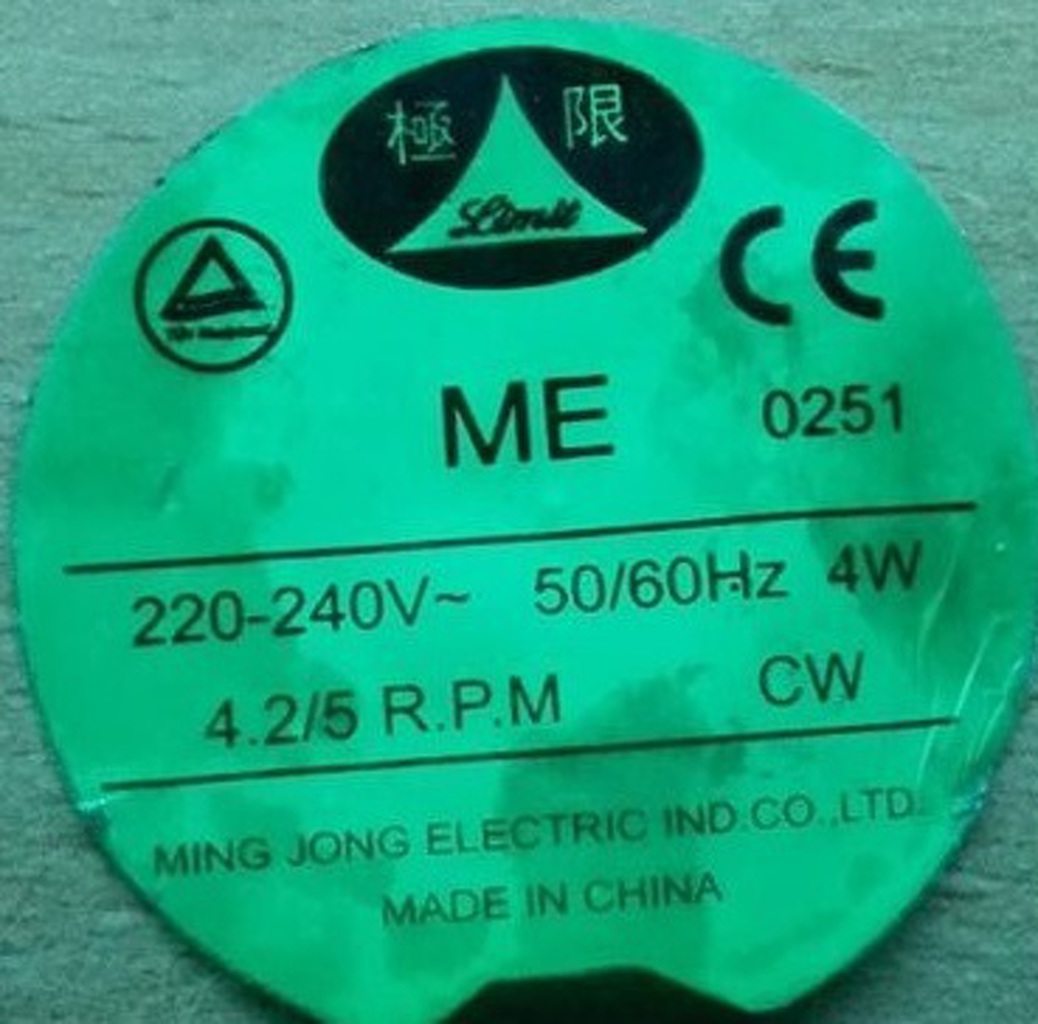 極 限
Limit
CE
ME 0251
220-240V~ 50/60Hz 4W
4.2/5 R.P.M CW
MING JONG ELECTRIC IND.CO.,LTD.
MADE IN CHINA